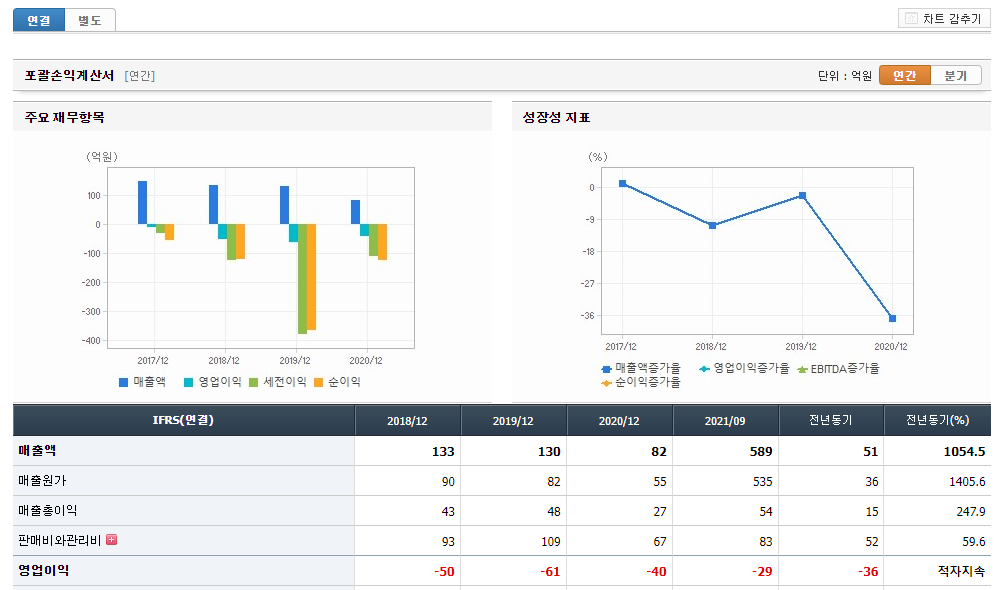 연결 별도 차트 감추기
포괄손익계산서 [연간] 단위 : 억원 연간 분기
주요 재무항목
(억원)
100
0
-100
-200
-300
-400
2017/12 2018/12 2019/12 2020/12
매출액 영업이익 세전이익 순이익
성장성 지표
(%)
0
-9
-18
-27
-36
2017/12 2018/12 2019/12 2020/12
매출액증가율 영업이익증가율 EBITDA증가율
순이익증가율
IFRS(연결) 2018/12 2019/12 2020/12 2021/09 전년동기 전년동기(%)
매출액 133 130 82 589 51 1054.5
매출원가 90 82 55 535 36 1405.6
매출총이익 43 48 27 54 15 247.9
판매비와관리비 93 109 67 83 52 59.6
영업이익 -50 -61 -40 -29 -36 적자지속